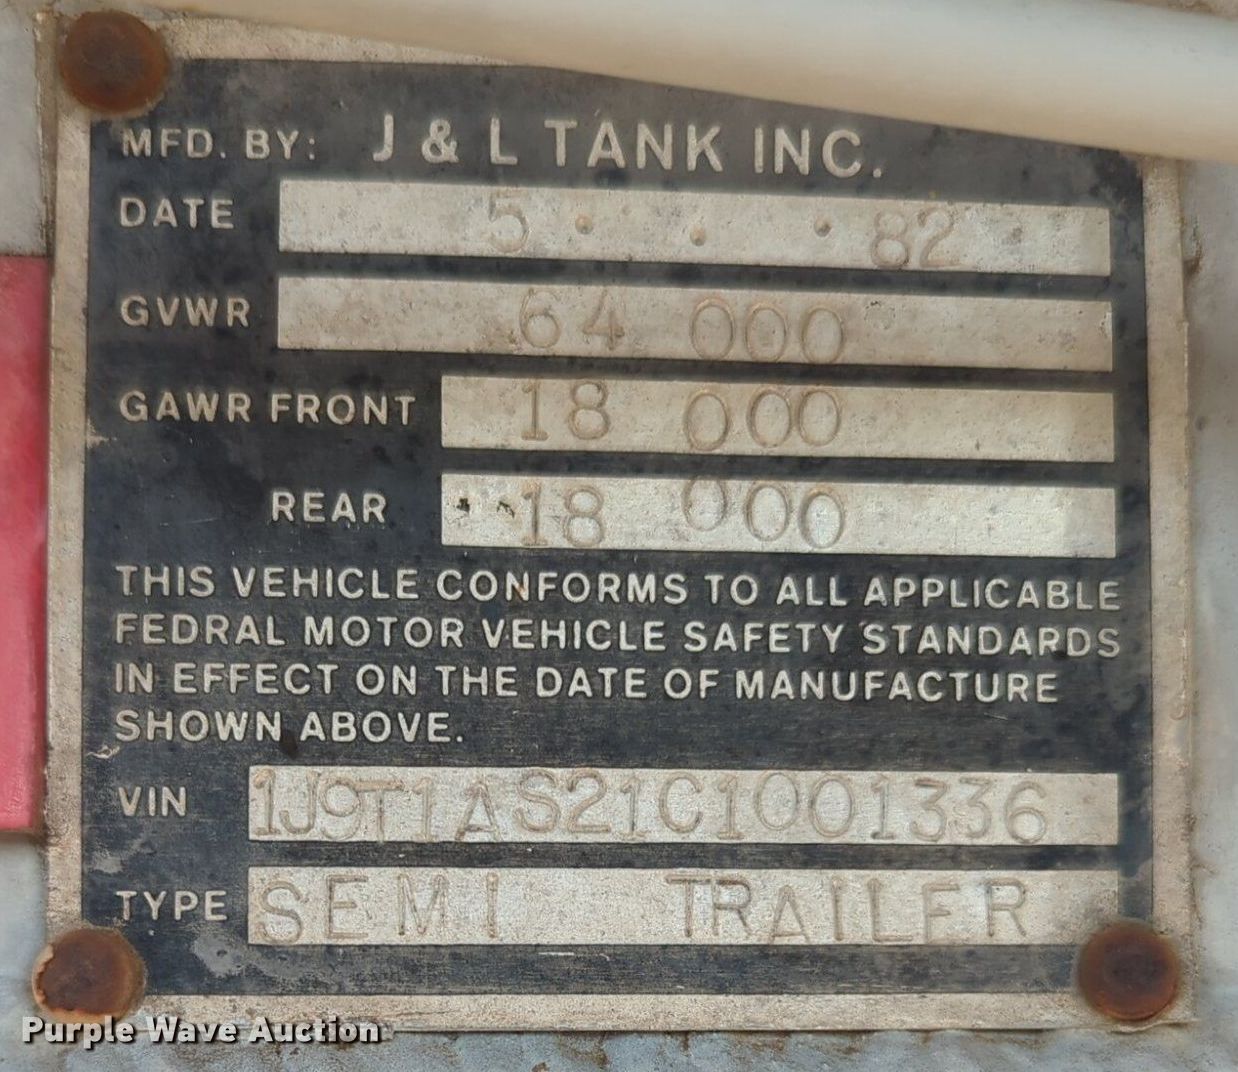 MFD. BY: J & L TANK INC.
DATE 5 . . . 82
GVWR 64 000
GAWR FRONT 18 000
REAR 18 000
THIS VEHICLE CONFORMS TO ALL APPLICABLE
FEDRAL MOTOR VEHICLE SAFETY STANDARDS
IN EFFECT ON THE DATE OF MANUFACTURE
SHOWN ABOVE.
VIN 1J9T1AS21C1001336
TYPE SEMI TRAILER
Purple Wave Auction